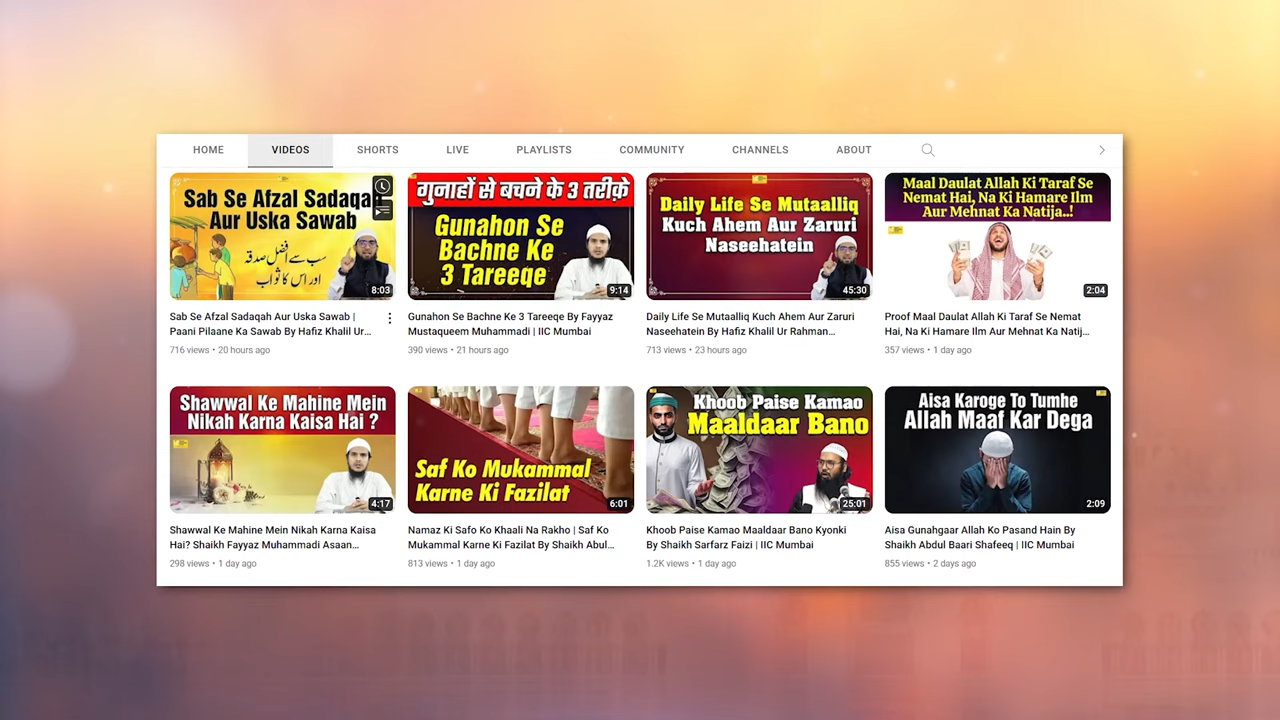 HOME VIDEOS SHORTS LIVE PLAYLISTS COMMUNITY CHANNELS ABOUT
Sab Se Afzal Sadaqah
Aur Uska Sawab
سب سے افضل صدقہ
اور اس کا ثواب
8:03
Sab Se Afzal Sadaqah Aur Uska Sawab |
Paani Pilaane Ka Sawab By Hafiz Khalil Ur...
716 views • 20 hours ago
गुनाहों से बचने के 3 तरीक़े
Gunahon Se
Bachne Ke
3 Tareeqe
9:14
Gunahon Se Bachne Ke 3 Tareeqe By Fayyaz
Mustaqueem Muhammadi | IIC Mumbai
390 views • 21 hours ago
Daily Life Se Mutaalliq
Kuch Ahem Aur Zaruri
Naseehatein
45:30
Daily Life Se Mutaalliq Kuch Ahem Aur Zaruri
Naseehatein By Hafiz Khalil Ur Rahman...
713 views • 23 hours ago
Maal Daulat Allah Ki Taraf Se
Nemat Hai, Na Ki Hamare Ilm
Aur Mehnat Ka Natija..!
2:04
Proof Maal Daulat Allah Ki Taraf Se Nemat
Hai, Na Ki Hamare Ilm Aur Mehnat Ka Natij...
357 views • 1 day ago
Shawwal Ke Mahine Mein
Nikah Karna Kaisa Hai ?
4:17
Shawwal Ke Mahine Mein Nikah Karna Kaisa
Hai? Shaikh Fayyaz Muhammadi Asaan...
298 views • 1 day ago
Saf Ko Mukammal
Karne Ki Fazilat
6:01
Namaz Ki Safo Ko Khaali Na Rakho | Saf Ko
Mukammal Karne Ki Fazilat By Shaikh Abul...
813 views • 1 day ago
Khoob Paise Kamao
Maaldaar Bano
25:01
Khoob Paise Kamao Maaldaar Bano Kyonki
By Shaikh Sarfarz Faizi | IIC Mumbai
1.2K views • 1 day ago
Aisa Karoge To Tumhe
Allah Maaf Kar Dega
2:09
Aisa Gunahgaar Allah Ko Pasand Hain By
Shaikh Abdul Baari Shafeeq | IIC Mumbai
855 views • 2 days ago